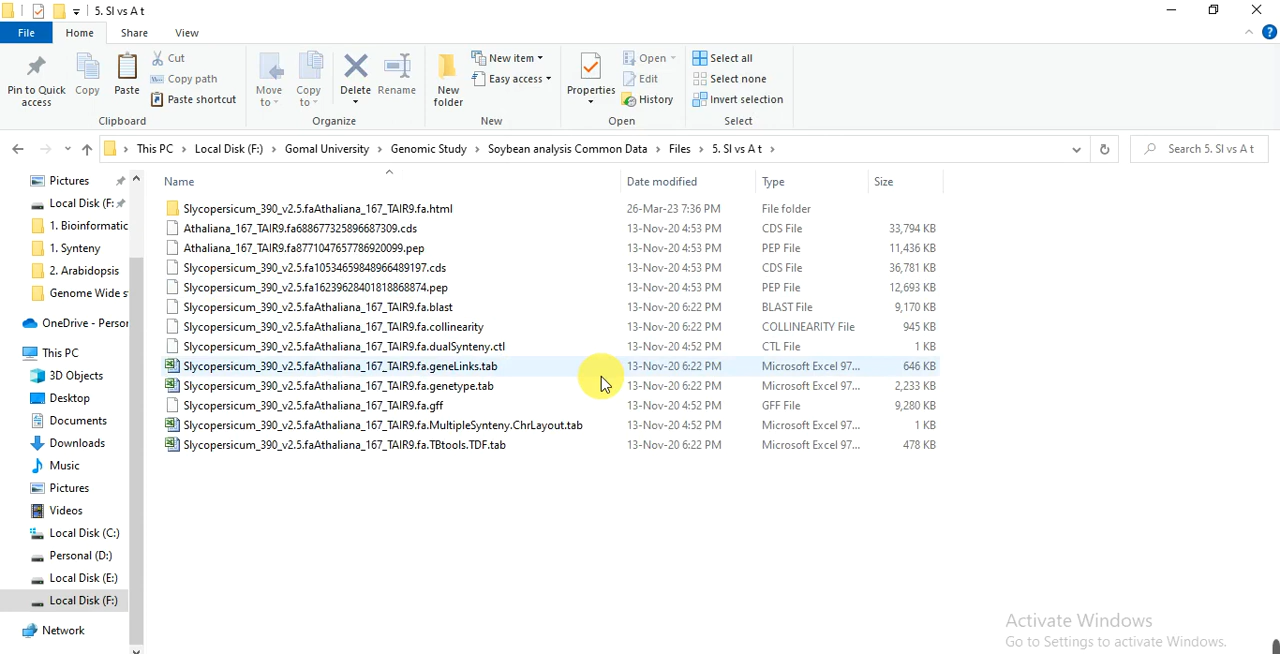 5. Sl vs A t
File Home Share View
Pin to Quick access
Copy
Paste
Cut
Copy path
Paste shortcut
Clipboard
Move to
Copy to
Delete
Rename
Organize
New folder
New item
Easy access
New
Properties
Open
Edit
History
Open
Select all
Select none
Invert selection
Select
This PC > Local Disk (F:) > Gomal University > Genomic Study > Soybean analysis Common Data > Files > 5. Sl vs A t >
Search 5. Sl vs A t
Pictures
Local Disk (F:
1. Bioinformatic
1. Synteny
2. Arabidopsis
Genome Wide s
OneDrive - Person
This PC
3D Objects
Desktop
Documents
Downloads
Music
Pictures
Videos
Local Disk (C:)
Personal (D:)
Local Disk (E:)
Local Disk (F:)
Network
Name Date modified Type Size
Slycopersicum_390_v2.5.faAthaliana_167_TAIR9.fa.html 26-Mar-23 7:36 PM File folder
Athaliana_167_TAIR9.fa688677325896687309.cds 13-Nov-20 4:53 PM CDS File 33,794 KB
Athaliana_167_TAIR9.fa8771047657786920099.pep 13-Nov-20 4:53 PM PEP File 11,436 KB
Slycopersicum_390_v2.5.fa10534659848966489197.cds 13-Nov-20 4:53 PM CDS File 36,781 KB
Slycopersicum_390_v2.5.fa16239628401818868874.pep 13-Nov-20 4:53 PM PEP File 12,693 KB
Slycopersicum_390_v2.5.faAthaliana_167_TAIR9.fa.blast 13-Nov-20 6:22 PM BLAST File 9,170 KB
Slycopersicum_390_v2.5.faAthaliana_167_TAIR9.fa.collinearity 13-Nov-20 6:22 PM COLLINEARITY File 945 KB
Slycopersicum_390_v2.5.faAthaliana_167_TAIR9.fa.dualSynteny.ctl 13-Nov-20 4:52 PM CTL File 1 KB
Slycopersicum_390_v2.5.faAthaliana_167_TAIR9.fa.geneLinks.tab 13-Nov-20 6:22 PM Microsoft Excel 97... 646 KB
Slycopersicum_390_v2.5.faAthaliana_167_TAIR9.fa.genetype.tab 13-Nov-20 6:22 PM Microsoft Excel 97... 2,233 KB
Slycopersicum_390_v2.5.faAthaliana_167_TAIR9.fa.gff 13-Nov-20 4:52 PM GFF File 9,280 KB
Slycopersicum_390_v2.5.faAthaliana_167_TAIR9.fa.MultipleSynteny.ChrLayout.tab 13-Nov-20 4:52 PM Microsoft Excel 97... 1 KB
Slycopersicum_390_v2.5.faAthaliana_167_TAIR9.fa.TBtools.TDF.tab 13-Nov-20 6:22 PM Microsoft Excel 97... 478 KB
Activate Windows
Go to Settings to activate Windows.